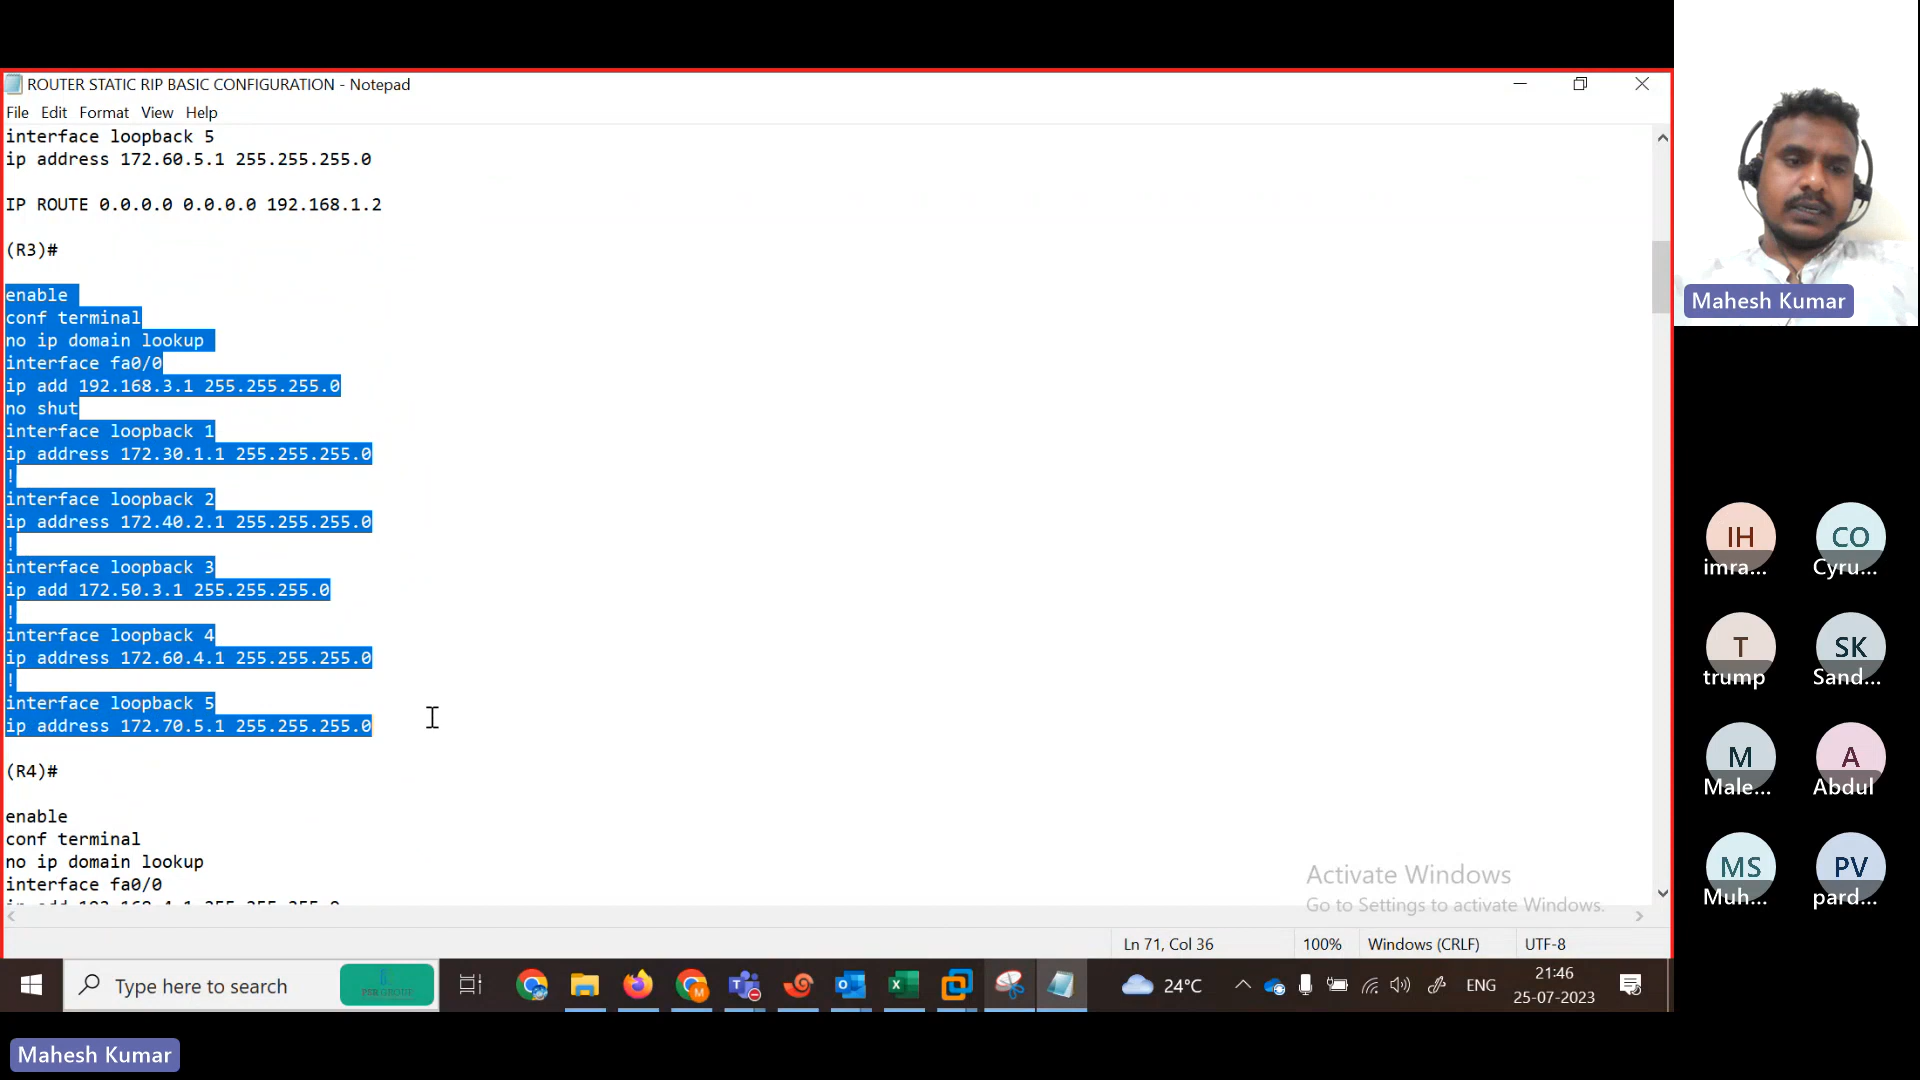 ROUTER STATIC RIP BASIC CONFIGURATION - Notepad
File Edit Format View Help
interface loopback 5
ip address 172.60.5.1 255.255.255.0
IP ROUTE 0.0.0.0 0.0.0.0 192.168.1.2
(R3)#
enable
conf terminal
no ip domain lookup
interface fa0/0
ip add 192.168.3.1 255.255.255.0
no shut
interface loopback 1
ip address 172.30.1.1 255.255.255.0
!
interface loopback 2
ip address 172.40.2.1 255.255.255.0
!
interface loopback 3
ip add 172.50.3.1 255.255.255.0
!
interface loopback 4
ip address 172.60.4.1 255.255.255.0
!
interface loopback 5
ip address 172.70.5.1 255.255.255.0
(R4)#
enable
conf terminal
no ip domain lookup
interface fa0/0
Activate Windows
Go to Settings to activate Windows.
Ln 71, Col 36
100%
Windows (CRLF)
UTF-8
Type here to search
24°C
ENG
21:46
25-07-2023
Mahesh Kumar
IH
imra...
CO
Cyru...
T
trump
SK
Sand...
M
Male...
A
Abdul
MS
Muh...
PV
pard...
Mahesh Kumar